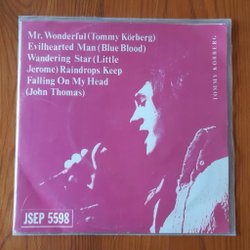 Mr. Wonderful (Tommy Körberg)
Evilhearted Man (Blue Blood)
Wandering Star (Little
Jerome) Raindrops Keep
Falling On My Head
(John Thomas)
TOMMY KÖRBERG
JSEP 5598